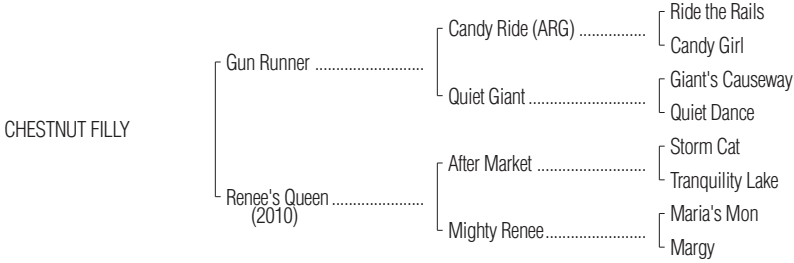 CHESTNUT FILLY
Gun Runner ..........................
Renee's Queen ......................
(2010)
Candy Ride (ARG) ................
Quiet Giant ............................
After Market ..........................
Mighty Renee........................
Ride the Rails
Candy Girl
Giant's Causeway
Quiet Dance
Storm Cat
Tranquility Lake
Maria's Mon
Margy